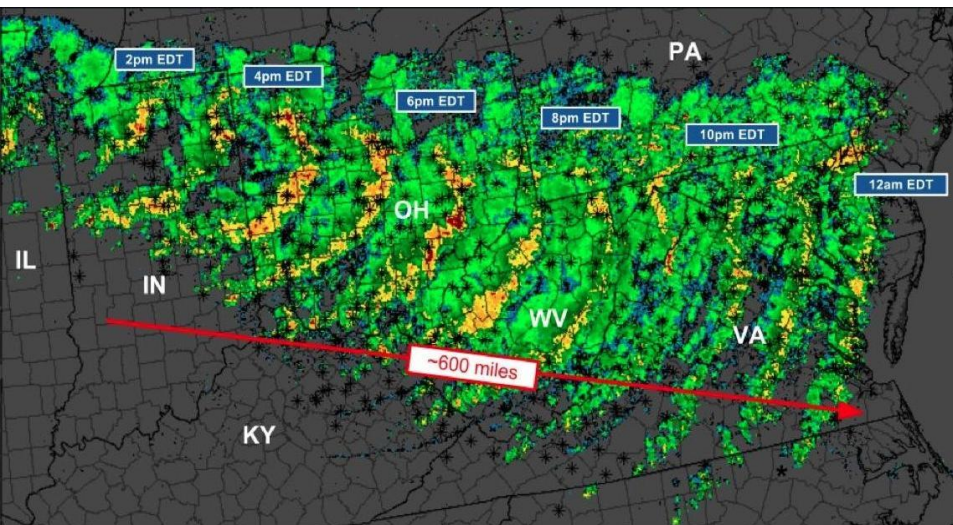 2pm EDT
4pm EDT
6pm EDT
8pm EDT
10pm EDT
12am EDT
PA
OH
IL
IN
WV
VA
~600 miles
KY